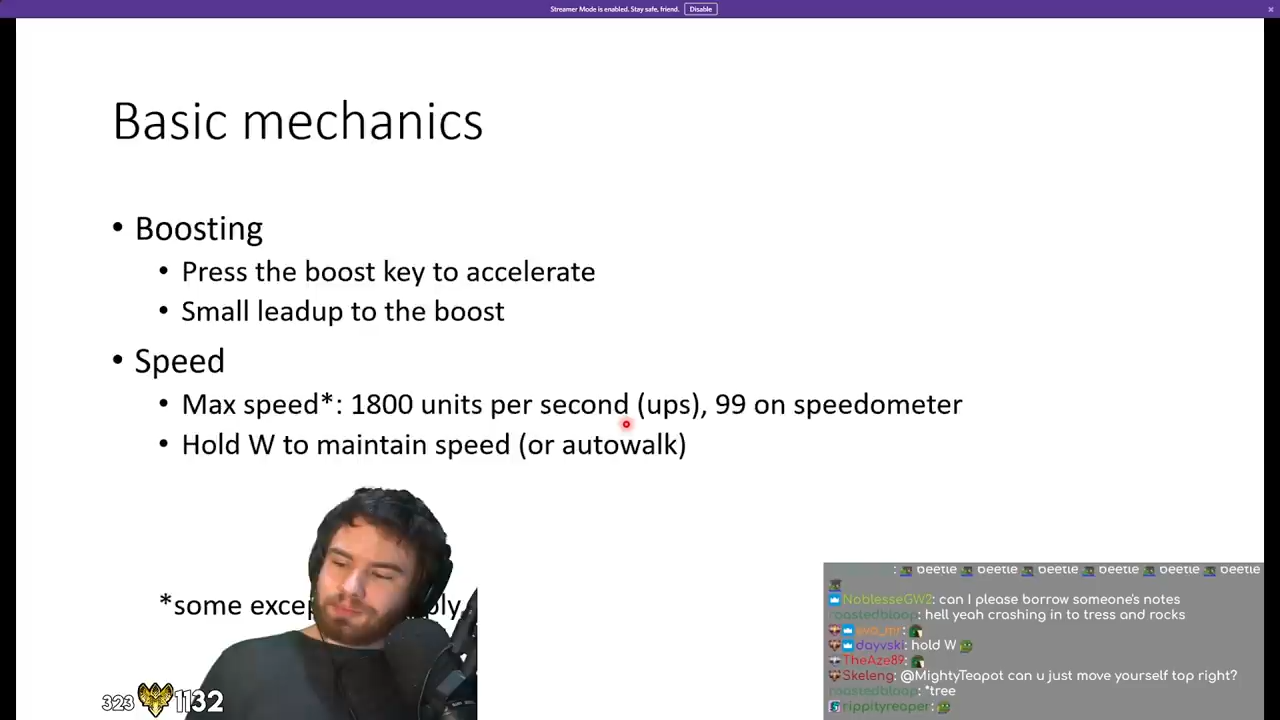 Streamer Mode is enabled. Stay safe, friend. Disable
Basic mechanics
• Boosting
• Press the boost key to accelerate
• Small leadup to the boost
• Speed
• Max speed*: 1800 units per second (ups), 99 on speedometer
• Hold W to maintain speed (or autowalk)
*some
323 1132
: beetle beetle beetle beetle beetle beetle
NoblesseGW2: can I please borrow someone's notes
roastedbloop: hell yeah crashing in to tress and rocks
dayvski: hold W
TheAze89:
Skeleng: @MightyTeapot can u just move yourself top right?
roastedbloop: *tree
rippityreaper: